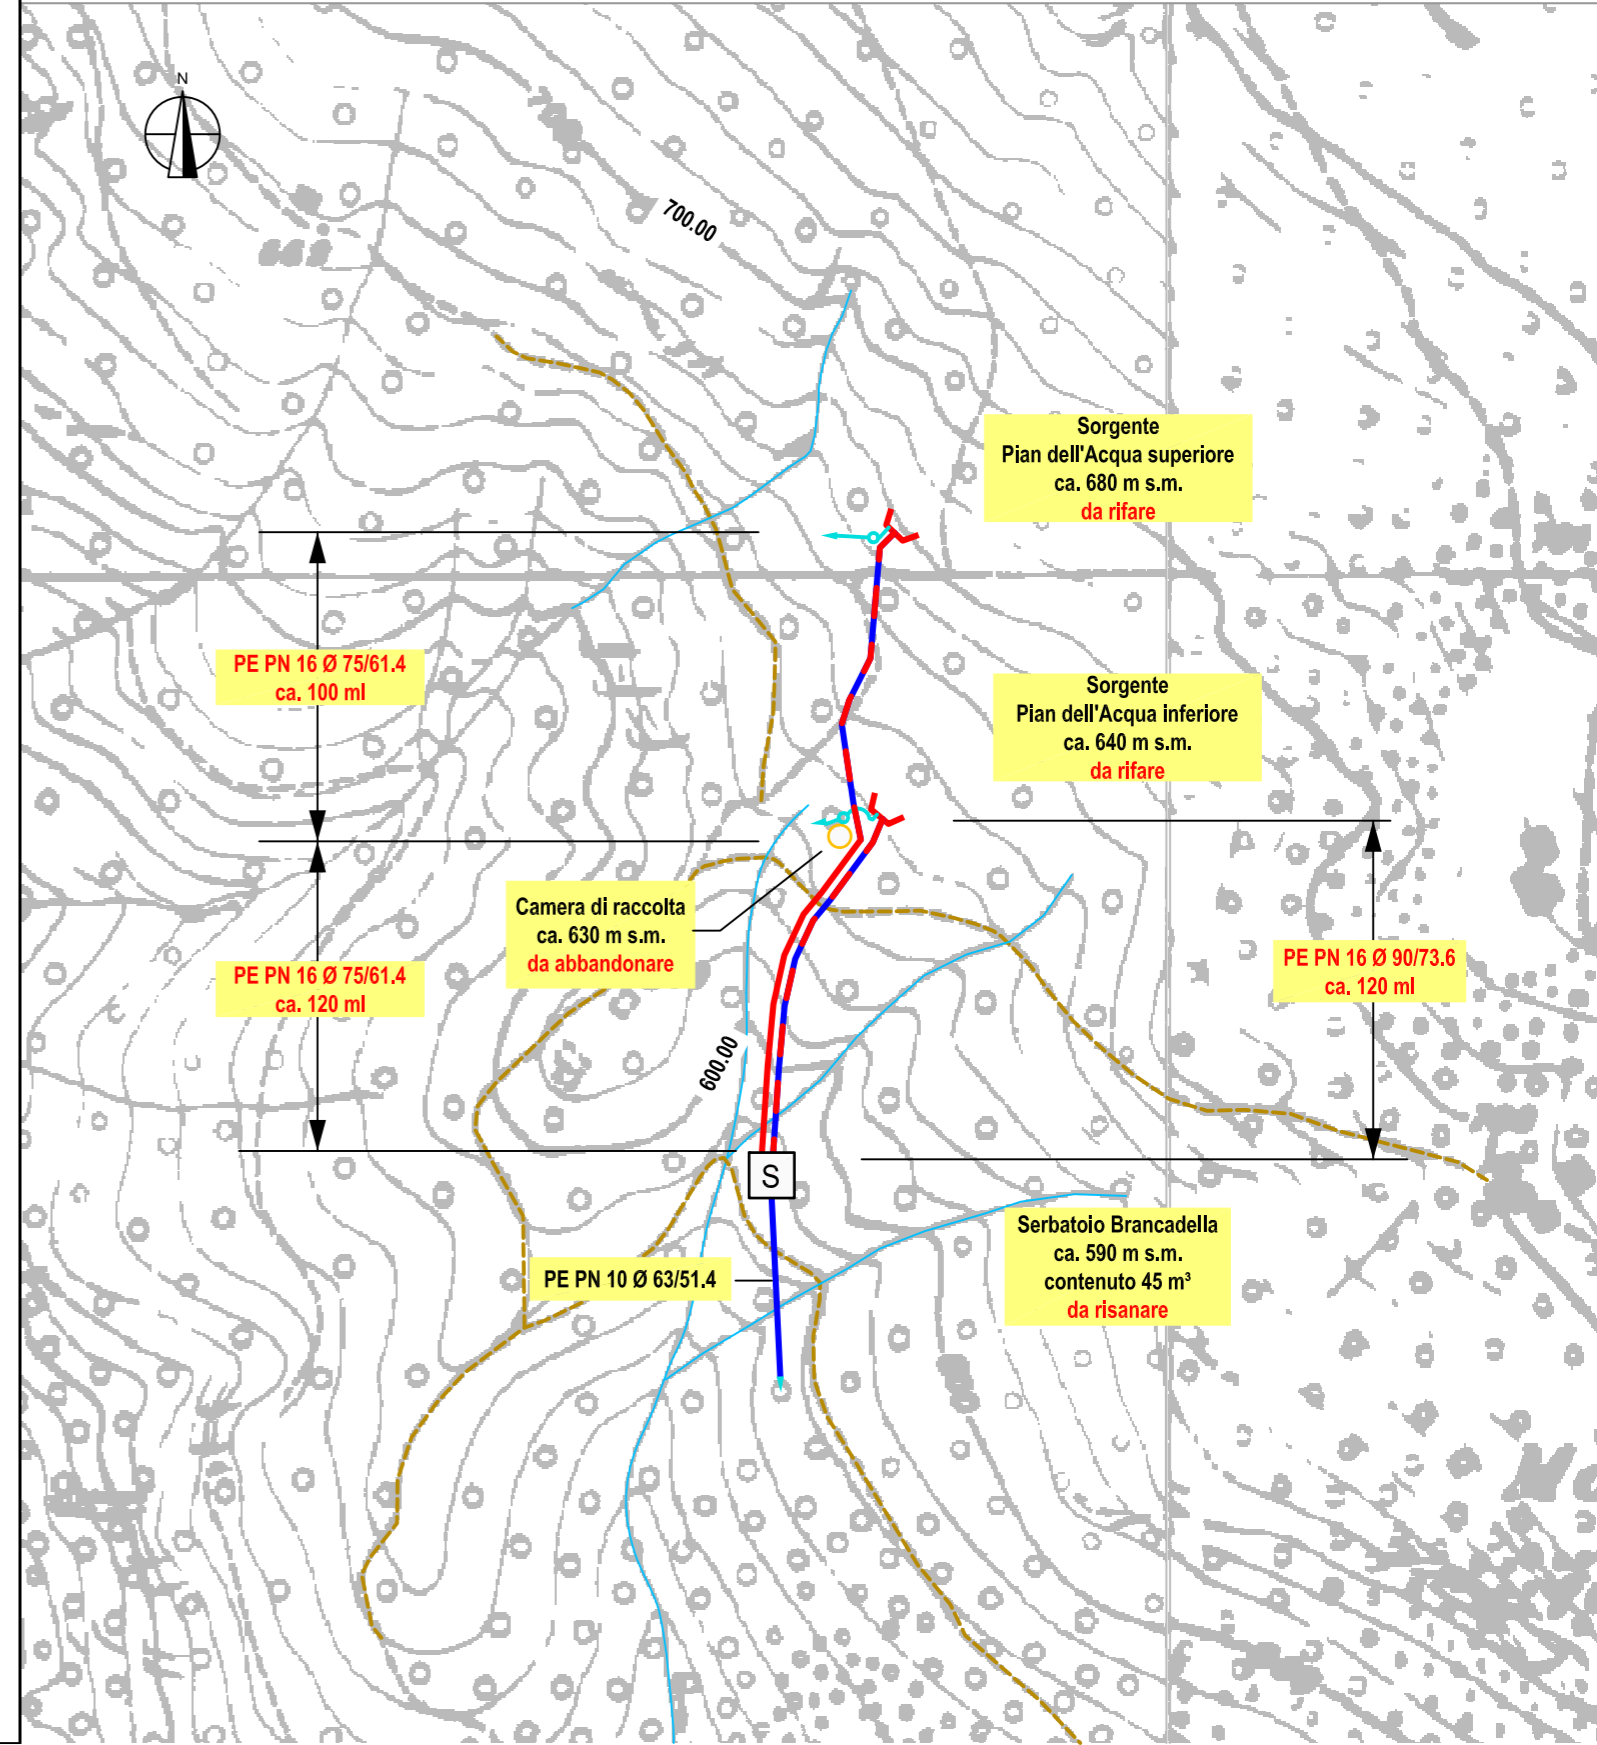 N
700.00
Sorgente
Pian dell'Acqua superiore
ca. 680 m s.m.
da rifare
PE PN 16 Ø 75/61.4
ca. 100 ml
Sorgente
Pian dell'Acqua inferiore
ca. 640 m s.m.
da rifare
Camera di raccolta
ca. 630 m s.m.
da abbandonare
PE PN 16 Ø 75/61.4
ca. 120 ml
PE PN 16 Ø 90/73.6
ca. 120 ml
600.00
S
Serbatoio Brancadella
ca. 590 m s.m.
contenuto 45 m³
da risanare
PE PN 10 Ø 63/51.4